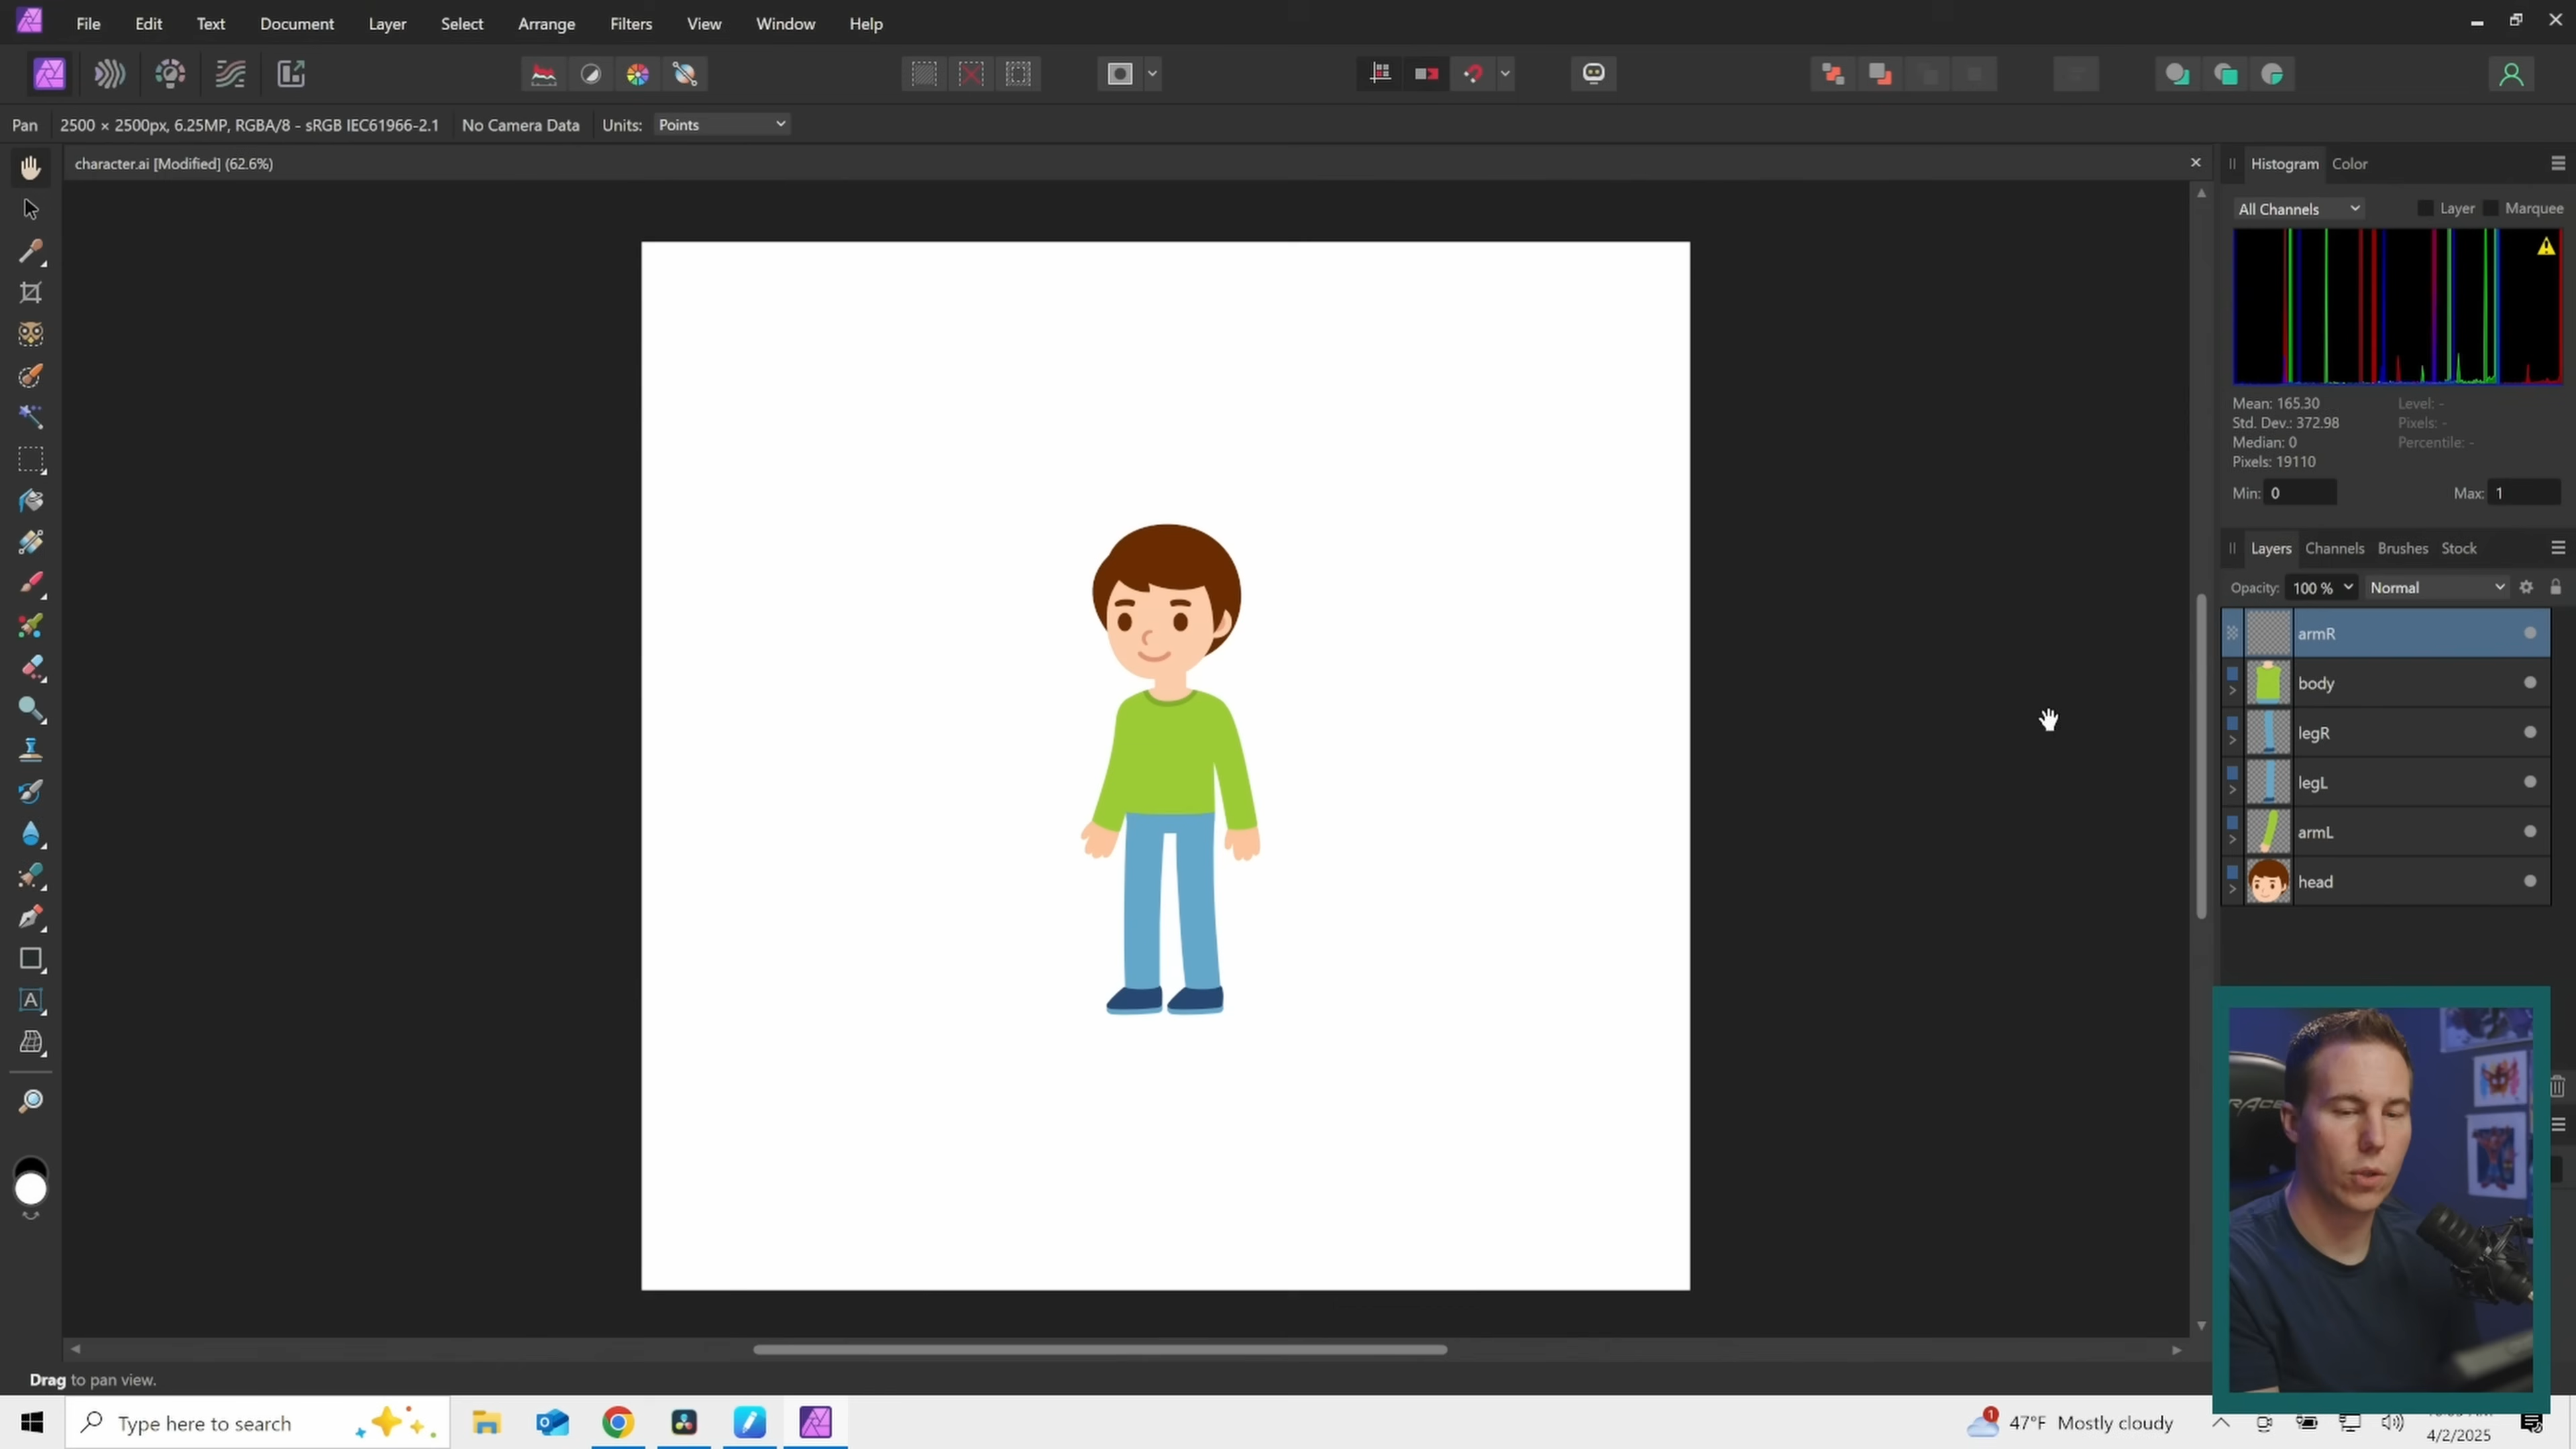 File Edit Text Document Layer Select Arrange Filters View Window Help
Pan 2500 × 2500px, 6.25MP, RGBA/8 - sRGB IEC61966-2.1 No Camera Data Units: Points
character.ai [Modified] (62.6%)
Histogram Color
All Channels Layer Marquee
Mean: 165.30 Level: -
Std. Dev.: 372.98 Pixels: -
Median: 0 Percentile: -
Pixels: 19110
Min: 0 Max: 1
Layers Channels Brushes Stock
Opacity: 100 % Normal
armR
body
legR
legL
armL
head
Drag to pan view.
Type here to search
1
47°F Mostly cloudy
4/2/2025